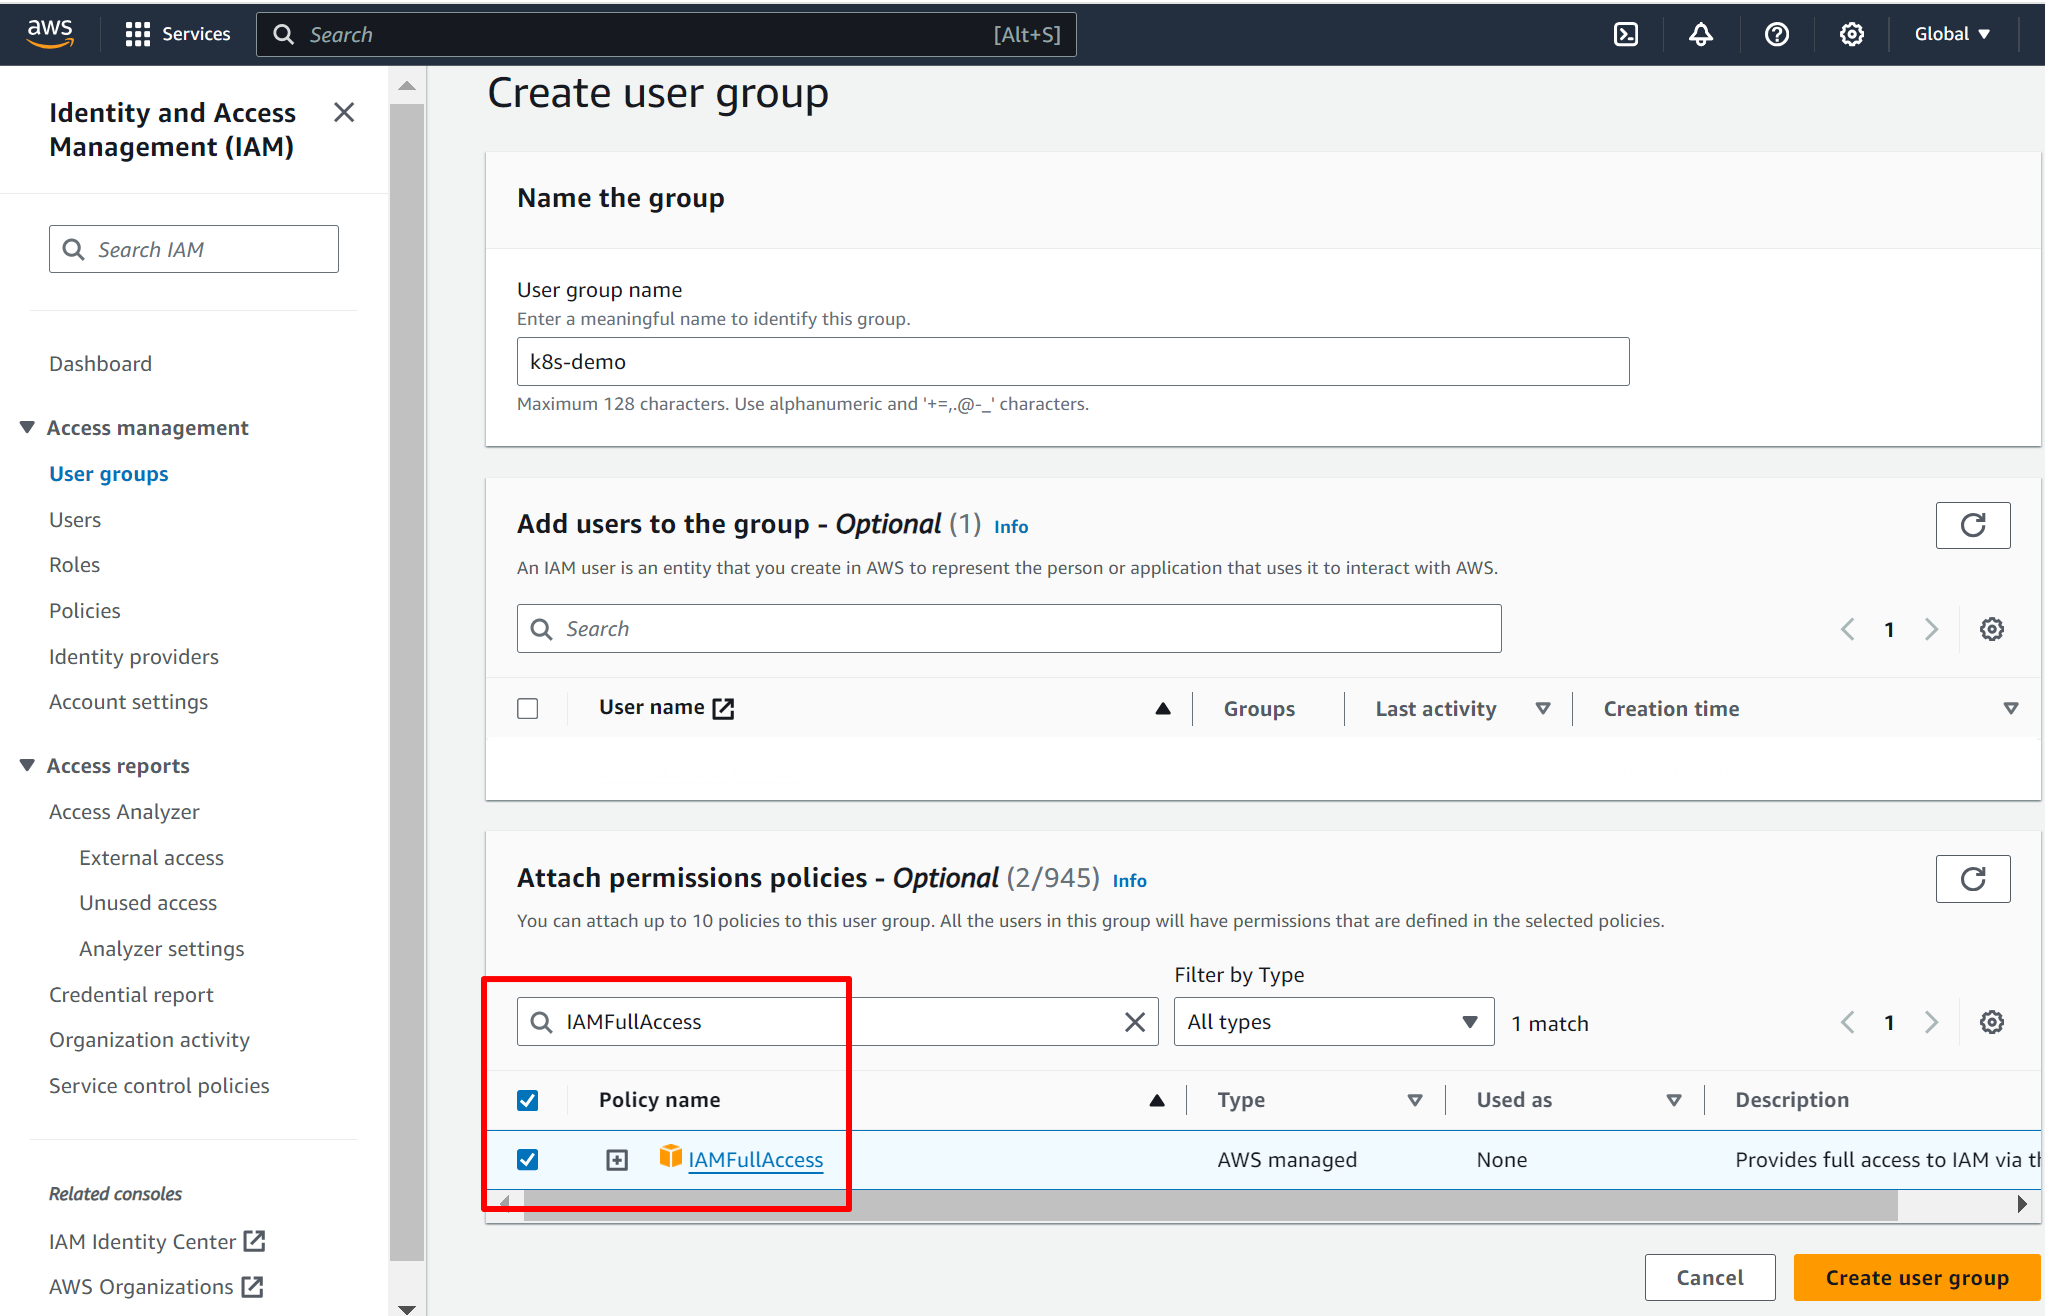 aws
Services
Search
[Alt+S]
Global
Identity and Access
Management (IAM)
Search IAM
Dashboard
Access management
User groups
Users
Roles
Policies
Identity providers
Account settings
Access reports
Access Analyzer
External access
Unused access
Analyzer settings
Credential report
Organization activity
Service control policies
Related consoles
IAM Identity Center
AWS Organizations
Create user group
Name the group
User group name
Enter a meaningful name to identify this group.
k8s-demo
Maximum 128 characters. Use alphanumeric and '+=,.@-_' characters.
Add users to the group - Optional (1) Info
An IAM user is an entity that you create in AWS to represent the person or application that uses it to interact with AWS.
Search
1
User name
Groups
Last activity
Creation time
Attach permissions policies - Optional (2/945) Info
You can attach up to 10 policies to this user group. All the users in this group will have permissions that are defined in the selected policies.
Filter by Type
IAMFullAccess
All types
1 match
1
Policy name
Type
Used as
Description
IAMFullAccess
AWS managed
None
Provides full access to IAM via
Cancel
Create user group